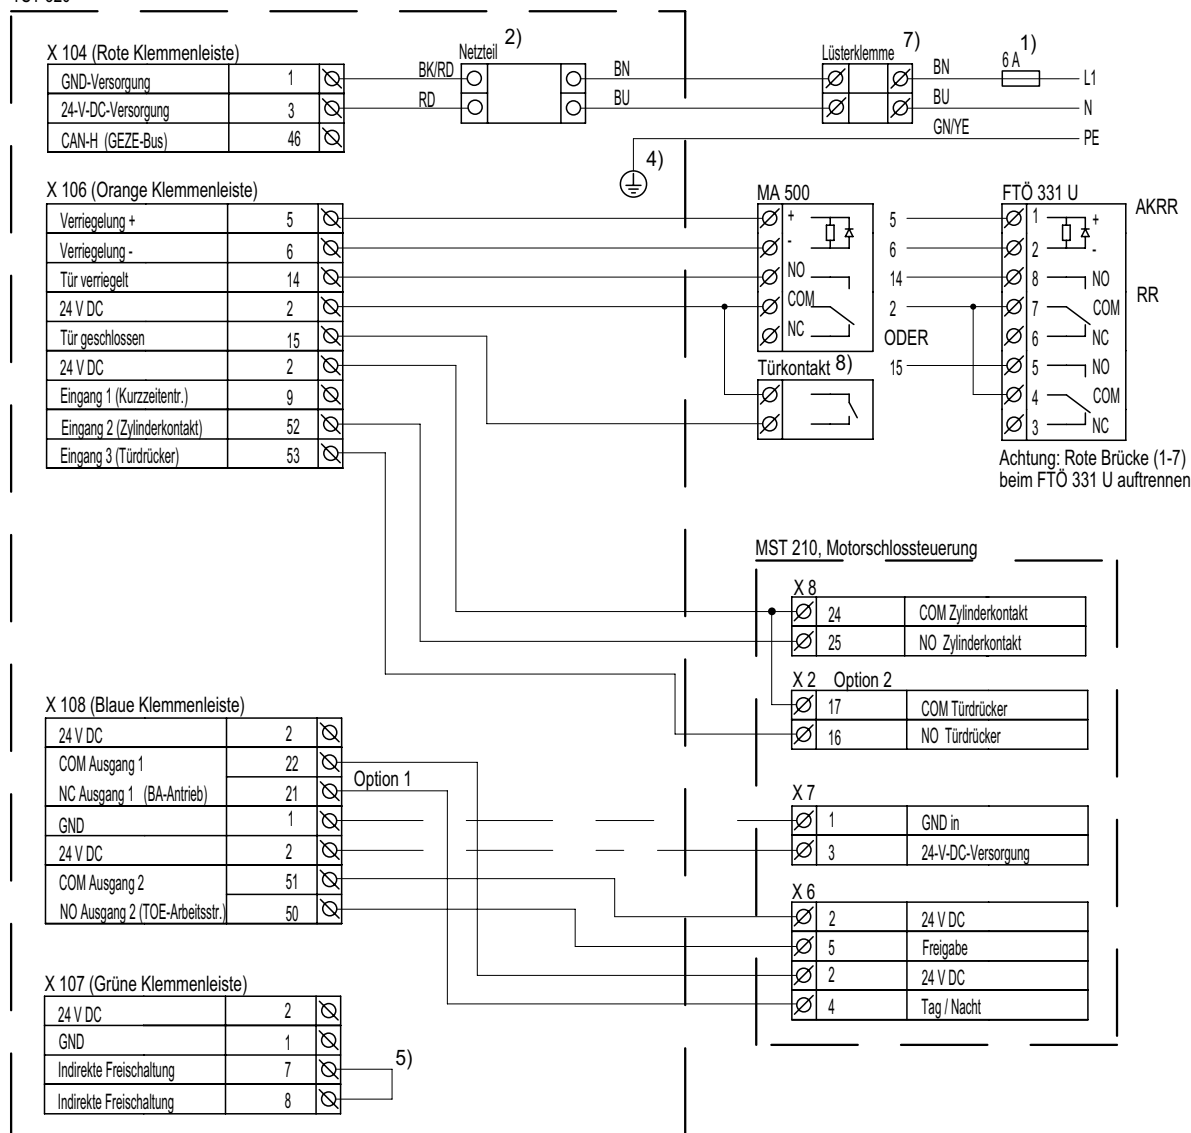 X 104 (Rote Klemmenleiste)
GND-Versorgung 1
24-V-DC-Versorgung 3
CAN-H (GEZE-Bus) 46
BK/RD
RD
Netzteil 2)
BN
BU
Lüsterklemme 7)
BN
BU
GN/YE
6 A 1)
L1
N
PE
4)
X 106 (Orange Klemmenleiste)
Verriegelung + 5
Verriegelung - 6
Tür verriegelt 14
24 V DC 2
Tür geschlossen 15
24 V DC 2
Eingang 1 (Kurzzeitentr.) 9
Eingang 2 (Zylinderkontakt) 52
Eingang 3 (Türdrücker) 53
MA 500
+
-
NO
COM
NC
Türkontakt 8)
5
6
14
2
ODER
15
FTÖ 331 U
1 +
2 -
8 NO
7 COM
6 NC
5 NO
4 COM
3 NC
AKRR
RR
Achtung: Rote Brücke (1-7)
beim FTÖ 331 U auftrennen
MST 210, Motorschlossteuerung
X 8
24 COM Zylinderkontakt
25 NO Zylinderkontakt
X 2 Option 2
17 COM Türdrücker
16 NO Türdrücker
X 7
1 GND in
3 24-V-DC-Versorgung
X 6
2 24 V DC
5 Freigabe
2 24 V DC
4 Tag / Nacht
X 108 (Blaue Klemmenleiste)
24 V DC 2
COM Ausgang 1 22
NC Ausgang 1 (BA-Antrieb) 21
Option 1
GND 1
24 V DC 2
COM Ausgang 2 51
NO Ausgang 2 (TOE-Arbeitsstr.) 50
X 107 (Grüne Klemmenleiste)
24 V DC 2
GND 1
Indirekte Freischaltung 7
Indirekte Freischaltung 8
5)